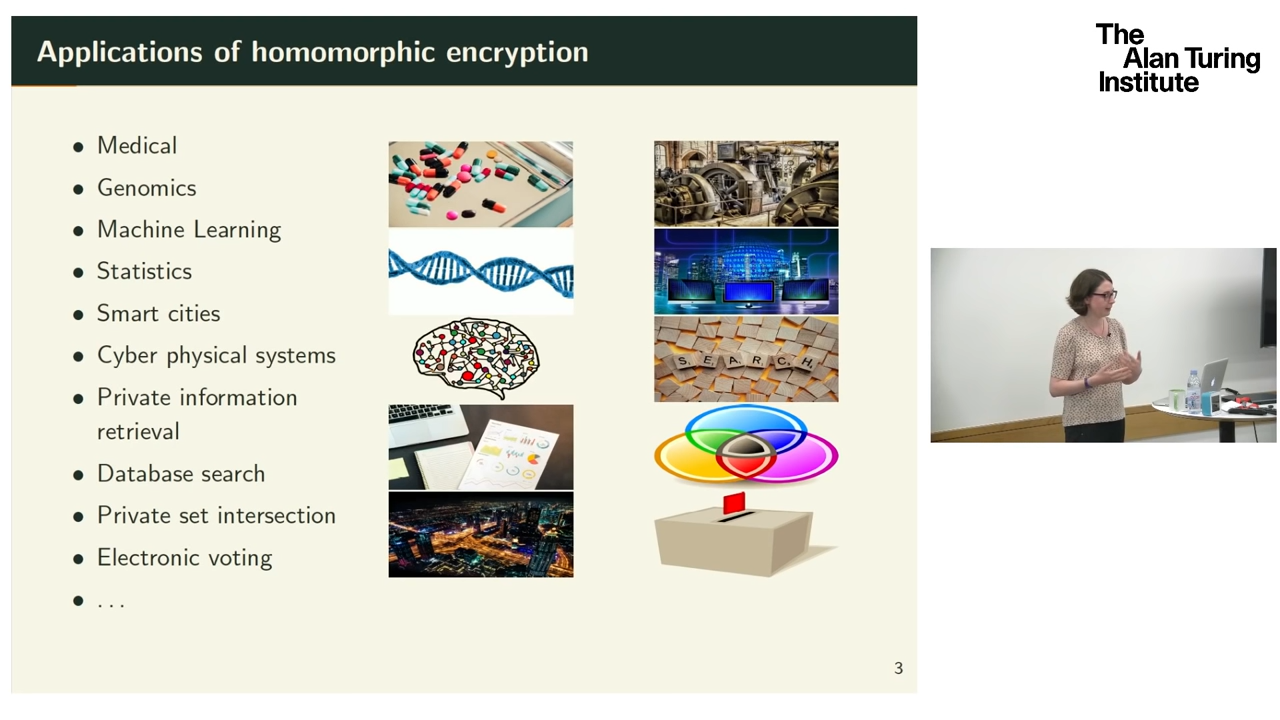 Applications of homomorphic encryption
The
Alan Turing
Institute
• Medical
• Genomics
• Machine Learning
• Statistics
• Smart cities
• Cyber physical systems
• Private information
retrieval
• Database search
• Private set intersection
• Electronic voting
• . . .
SEARCH
3